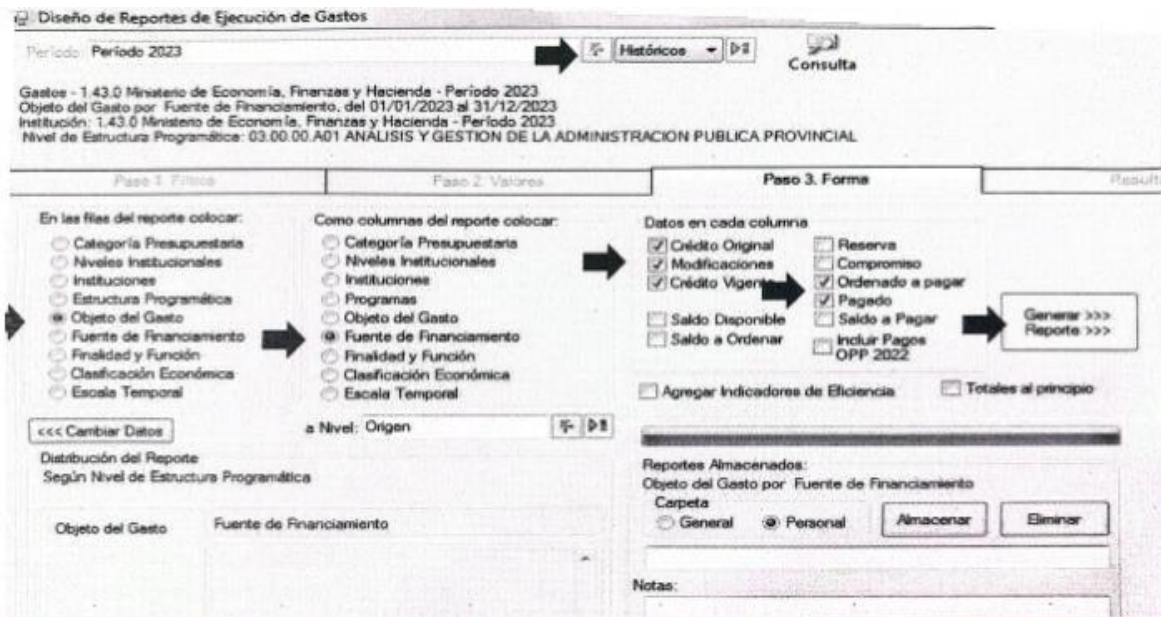 Diseño de Reportes de Ejecución de Gastos
Período: Período 2023
Históricos
Consulta
Gastos - 1.43.0 Ministerio de Economía, Finanzas y Hacienda - Período 2023
Objeto del Gasto por Fuente de Financiamiento, del 01/01/2023 al 31/12/2023
Institución: 1.43.0 Ministerio de Economía, Finanzas y Hacienda - Período 2023
Nivel de Estructura Programática: 03.00.00.A01 ANALISIS Y GESTION DE LA ADMINISTRACION PUBLICA PROVINCIAL
Paso 1. Filtros
Paso 2. Valores
Paso 3. Forma
Result
En las filas del reporte colocar:
Categoría Presupuestaria
Niveles Institucionales
Instituciones
Estructura Programática
Objeto del Gasto
Fuente de Financiamiento
Finalidad y Función
Clasificación Económica
Escala Temporal
<<< Cambiar Datos
Como columnas del reporte colocar:
Categoría Presupuestaria
Niveles Institucionales
Instituciones
Programas
Objeto del Gasto
Fuente de Financiamiento
Finalidad y Función
Clasificación Económica
Escala Temporal
a Nivel: Origen
Datos en cada columna
Crédito Original
Modificaciones
Crédito Vigente
Saldo Disponible
Saldo a Ordenar
Reserva
Compromiso
Ordenado a pagar
Pagado
Saldo a Pagar
Incluir Pagos
OPP 2022
Generar >>>
Reporte >>>
Agregar Indicadores de Eficiencia
Totales al principio
Distribución del Reporte
Según Nivel de Estructura Programática
Objeto del Gasto
Fuente de Financiamiento
Reportes Almacenados:
Objeto del Gasto por Fuente de Financiamiento
Carpeta
General
Personal
Almacenar
Eliminar
Notas: